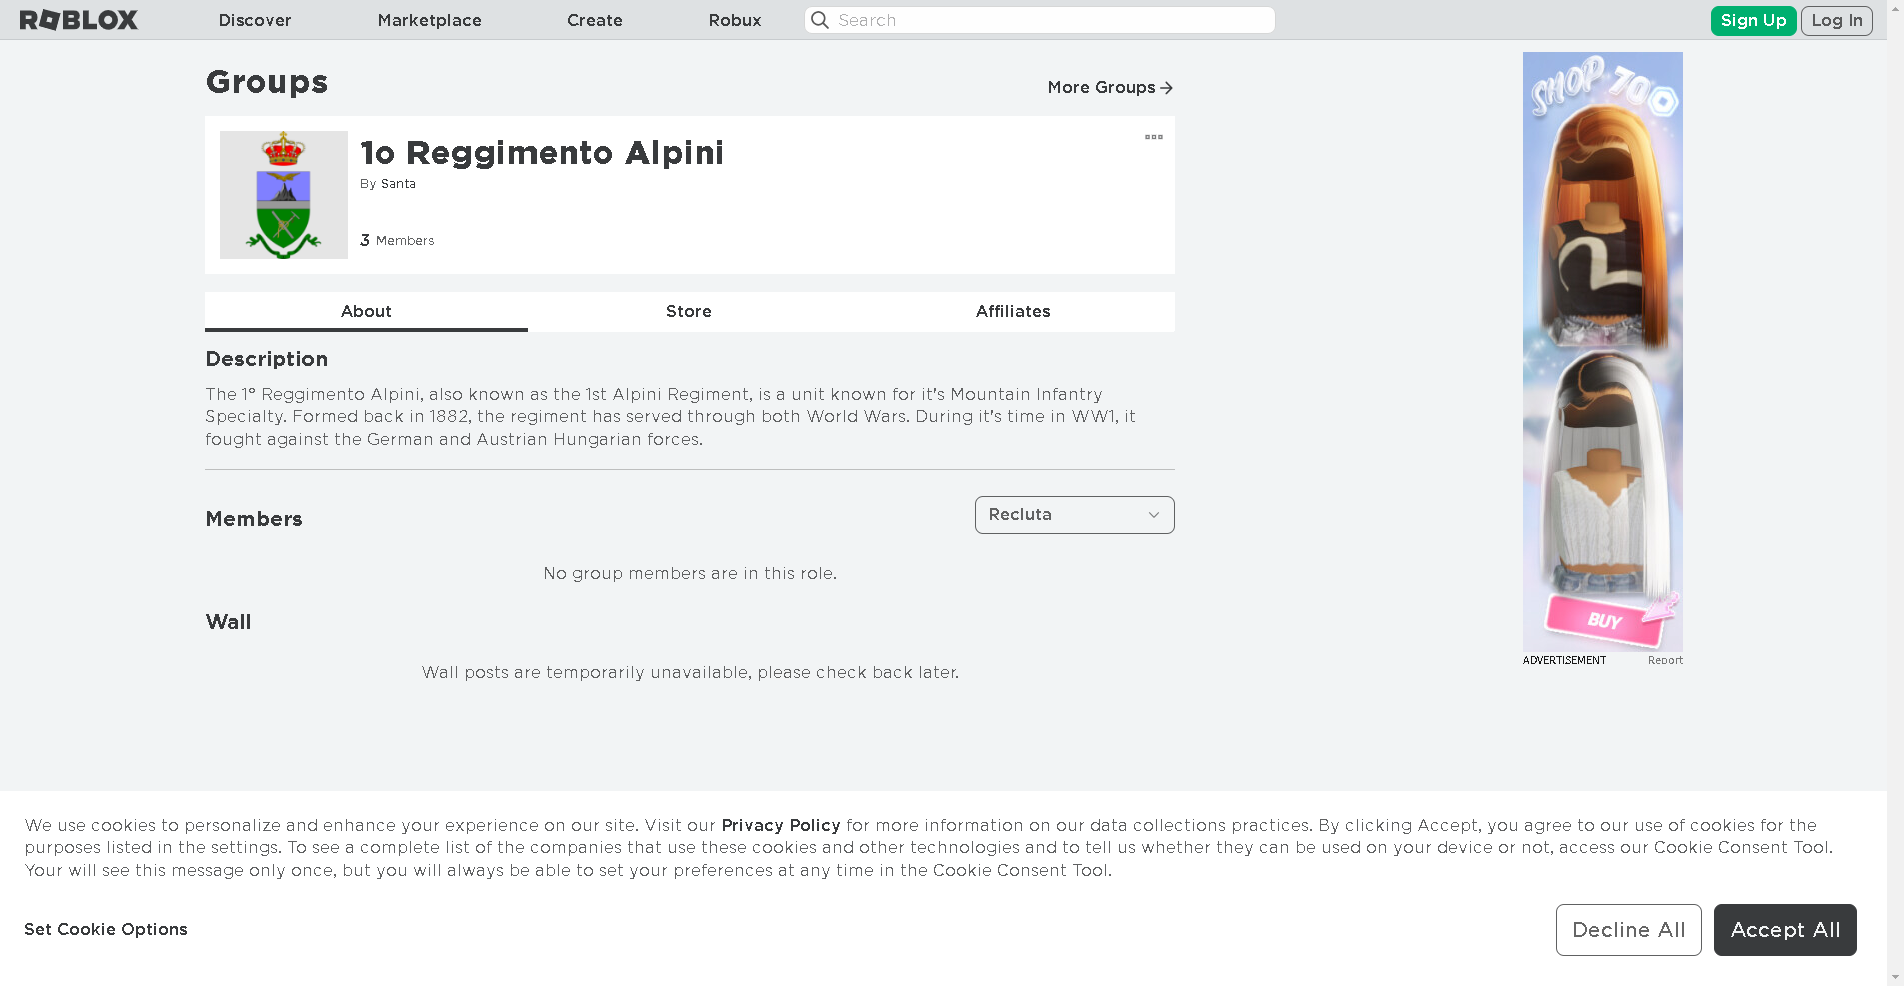 ROBLOX
Discover
Marketplace
Create
Robux
Search
Sign Up
Log In
Groups
More Groups
1o Reggimento Alpini
By Santa
3 Members
About
Store
Affiliates
Description
The 1° Reggimento Alpini, also known as the 1st Alpini Regiment, is a unit known for it's Mountain Infantry
Specialty. Formed back in 1882, the regiment has served through both World Wars. During it's time in WW1, it
fought against the German and Austrian Hungarian forces.
Members
Recluta
No group members are in this role.
Wall
Wall posts are temporarily unavailable, please check back later.
SHOP 70
BUY
ADVERTISEMENT
Report
We use cookies to personalize and enhance your experience on our site. Visit our Privacy Policy for more information on our data collections practices. By clicking Accept, you agree to our use of cookies for the
purposes listed in the settings. To see a complete list of the companies that use these cookies and other technologies and to tell us whether they can be used on your device or not, access our Cookie Consent Tool.
Your will see this message only once, but you will always be able to set your preferences at any time in the Cookie Consent Tool.
Set Cookie Options
Decline All
Accept All